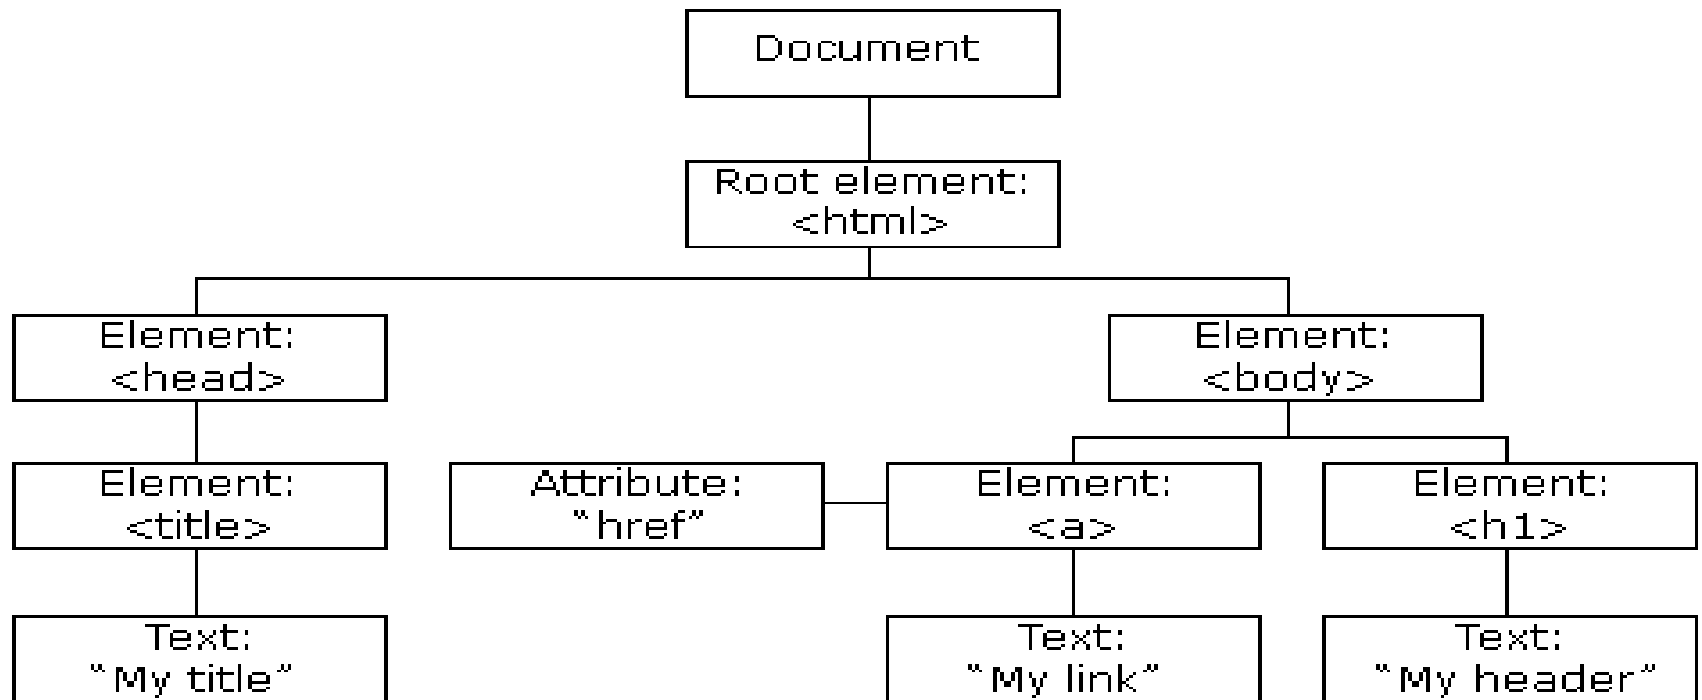 Document
Root element:
<html>
Element:
<head>
Element:
<body>
Element:
<title>
Attribute:
"href"
Element:
<a>
Element:
<h1>
Text:
"My title"
Text:
"My link"
Text:
"My header"